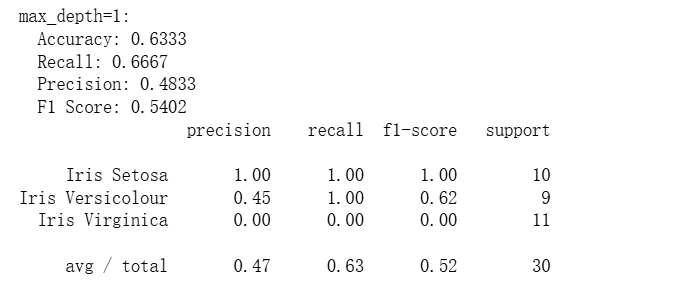 max_depth=1:
Accuracy: 0.6333
Recall: 0.6667
Precision: 0.4833
F1 Score: 0.5402
precision recall f1-score support
Iris Setosa 1.00 1.00 1.00 10
Iris Versicolour 0.45 1.00 0.62 9
Iris Virginica 0.00 0.00 0.00 11
avg / total 0.47 0.63 0.52 30